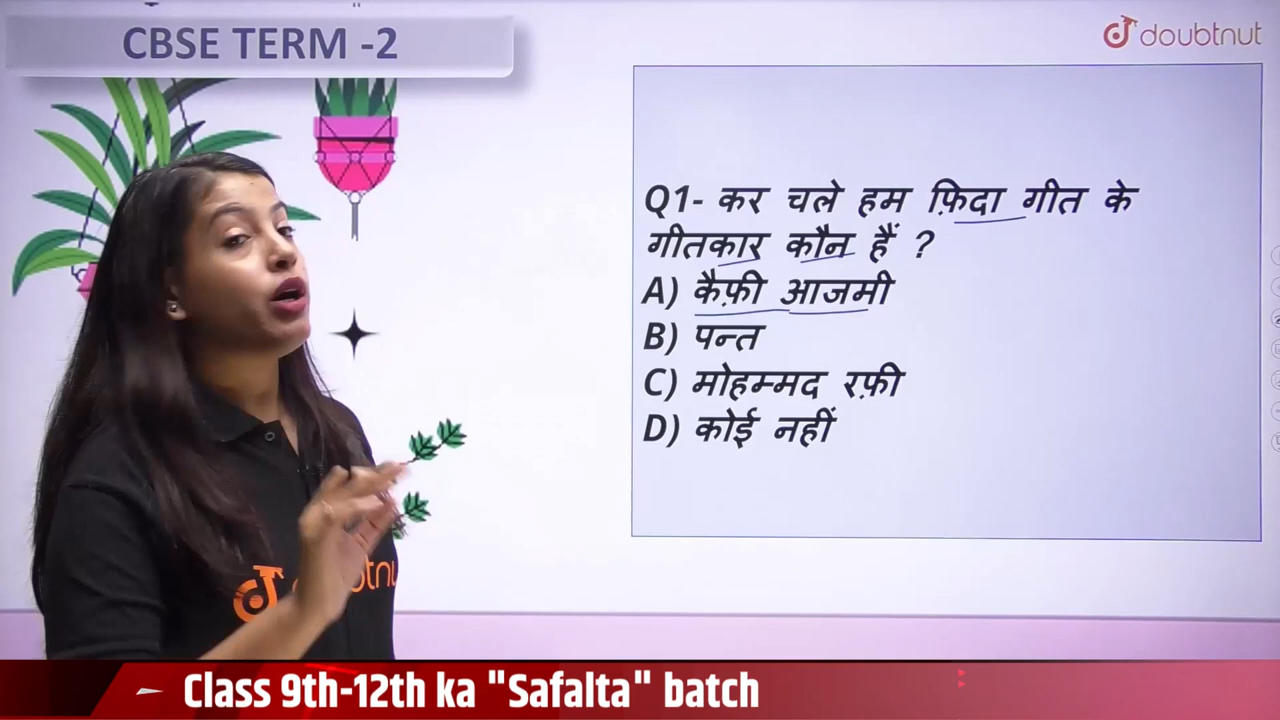 CBSE TERM -2
doubtnut
Q1- कर चले हम फ़िदा गीत के
गीतकार कौन हैं ?
A) कैफ़ी आजमी
B) पन्त
C) मोहम्मद रफ़ी
D) कोई नहीं
Class 9th-12th ka "Safalta" batch